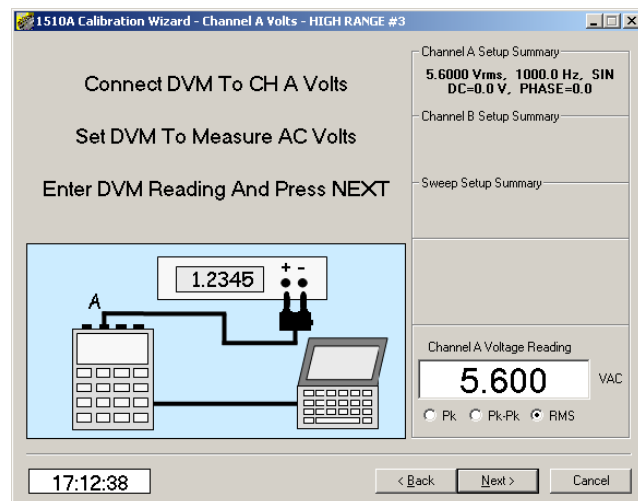 1510A Calibration Wizard - Channel A Volts - HIGH RANGE #3
Connect DVM To CH A Volts
Set DVM To Measure AC Volts
Enter DVM Reading And Press NEXT
1.2345
+ -
A
Channel A Setup Summary
5.6000 Vrms, 1000.0 Hz, SIN
DC=0.0 V, PHASE=0.0
Channel B Setup Summary
Sweep Setup Summary
Channel A Voltage Reading
5.600 VAC
Pk Pk-Pk RMS
17:12:38
< Back Next > Cancel